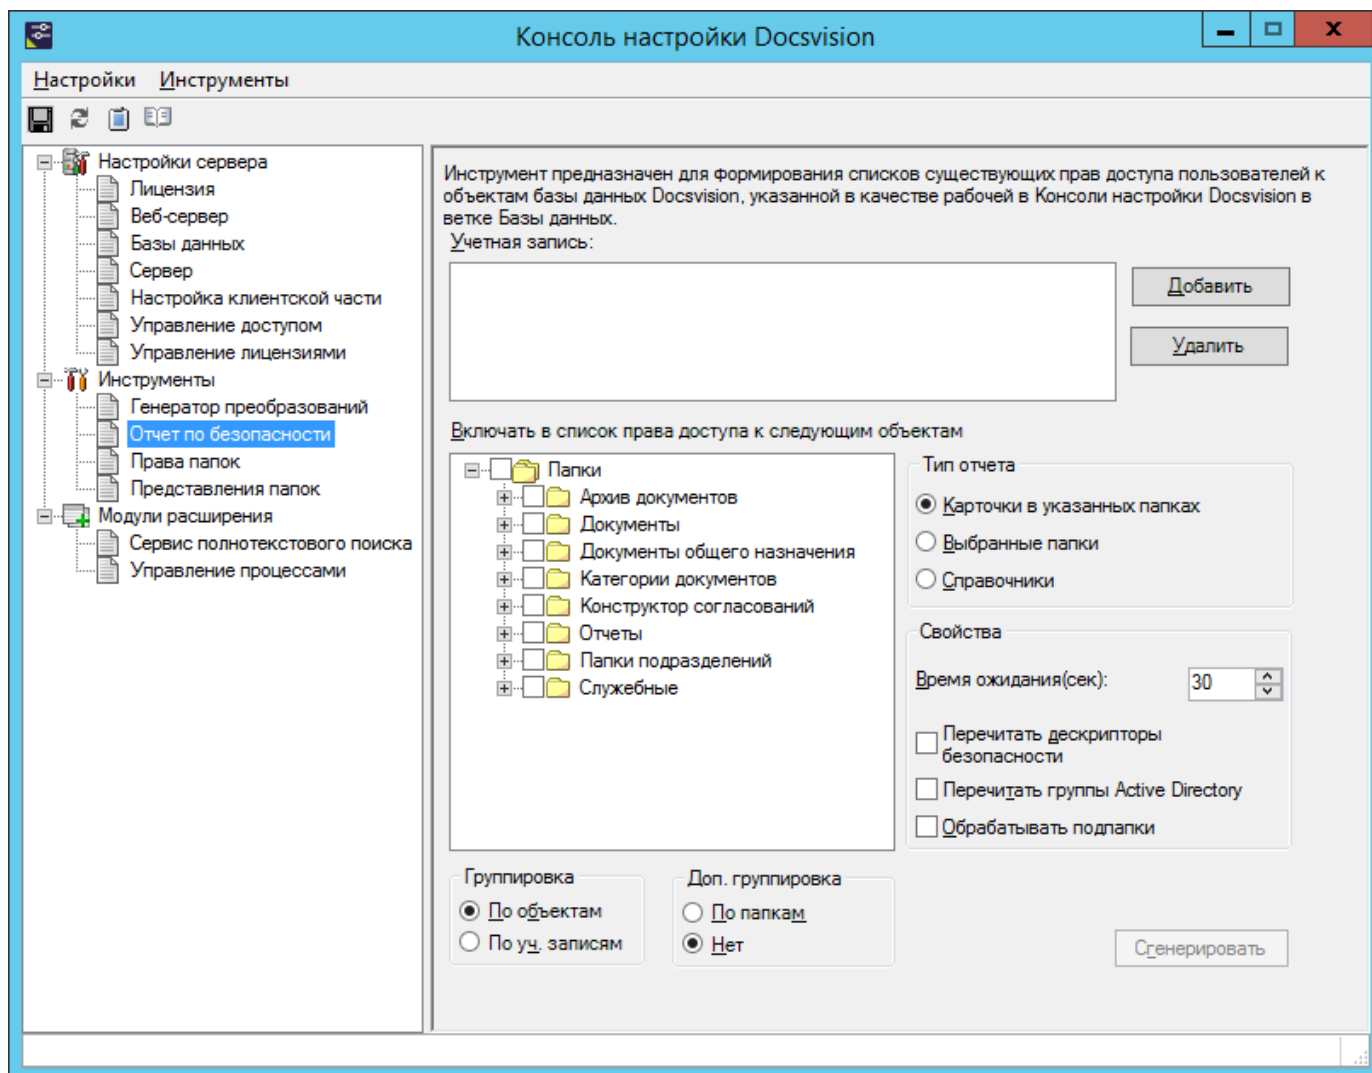 Консоль настройки Docsvision
Настройки Инструменты
Настройки сервера
Лицензия
Веб-сервер
Базы данных
Сервер
Настройка клиентской части
Управление доступом
Управление лицензиями
Инструменты
Генератор преобразований
Отчет по безопасности
Права папок
Представления папок
Модули расширения
Сервис полнотекстового поиска
Управление процессами
Инструмент предназначен для формирования списков существующих прав доступа пользователей к
объектам базы данных Docsvision, указанной в качестве рабочей в Консоли настройки Docsvision в
ветке Базы данных.
Учетная запись:
Добавить
Удалить
Включать в список права доступа к следующим объектам
Папки
Архив документов
Документы
Документы общего назначения
Категории документов
Конструктор согласований
Отчеты
Папки подразделений
Служебные
Тип отчета
Карточки в указанных папках
Выбранные папки
Справочники
Свойства
Время ожидания(сек): 30
Перечитать дескрипторы
безопасности
Перечитать группы Active Directory
Обрабатывать подпапки
Группировка
По объектам
По уч. записям
Доп. группировка
По папкам
Нет
Сгенерировать